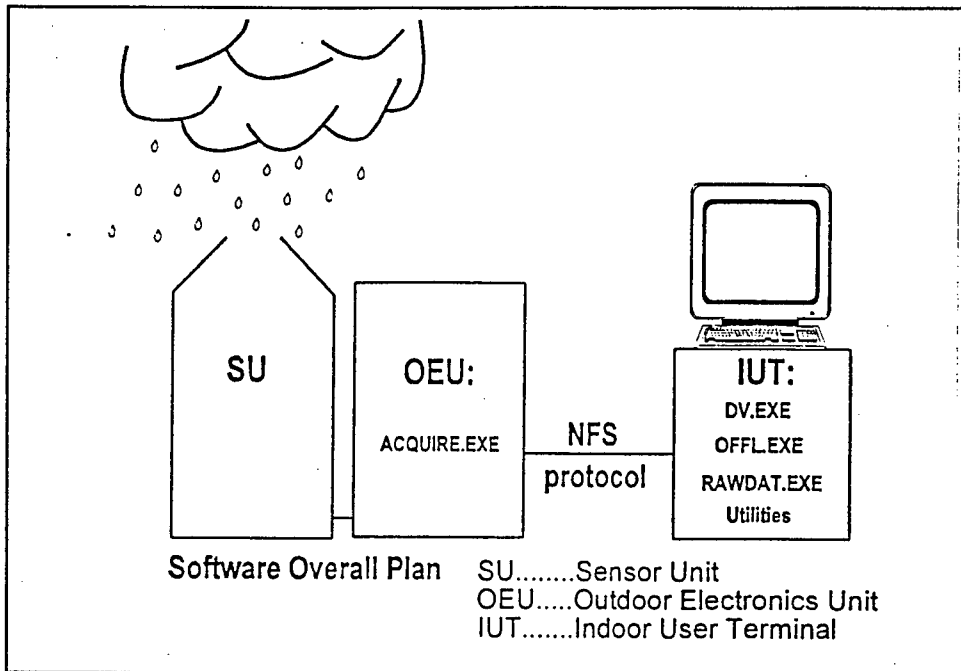 SU
OEU:
ACQUIRE.EXE
NFS
protocol
IUT:
DV.EXE
OFFL.EXE
RAWDAT.EXE
Utilities
Software Overall Plan
SU........Sensor Unit
OEU.....Outdoor Electronics Unit
IUT.......Indoor User Terminal